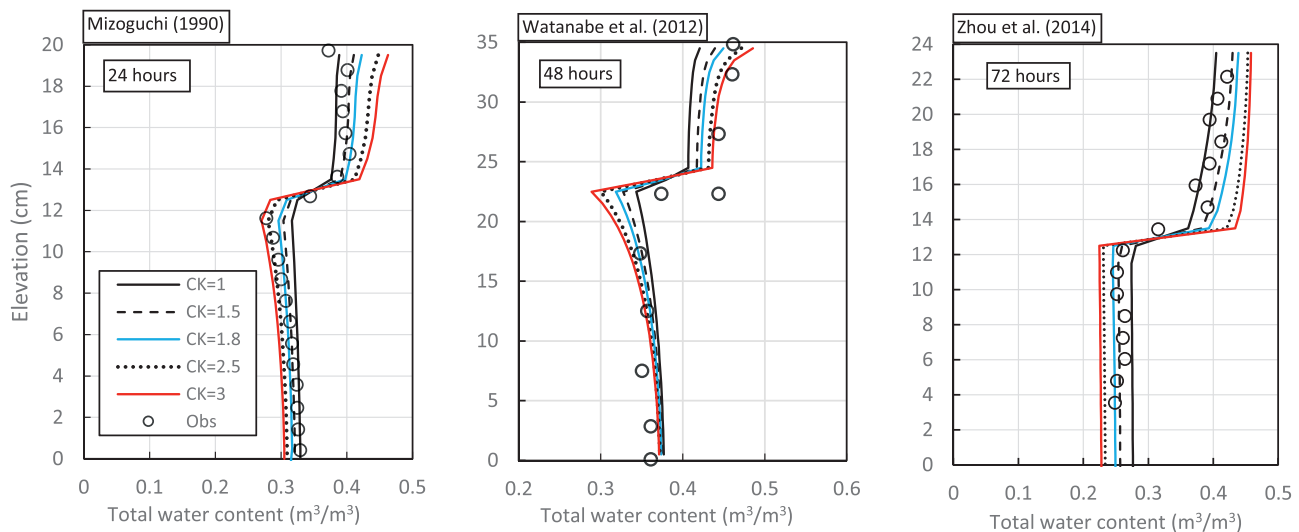 Mizoguchi (1990)
24 hours
Elevation (cm)
20
18
16
14
12
10
8
6
4
2
0
CK=1
CK=1.5
CK=1.8
CK=2.5
CK=3
Obs
0 0.1 0.2 0.3 0.4 0.5
Total water content (m³/m³)
Watanabe et al. (2012)
48 hours
35
30
25
20
15
10
5
0
0.2 0.3 0.4 0.5 0.6
Total water content (m³/m³)
Zhou et al. (2014)
72 hours
24
22
20
18
16
14
12
10
8
6
4
2
0
0 0.1 0.2 0.3 0.4 0.5
Total water content (m³/m³)